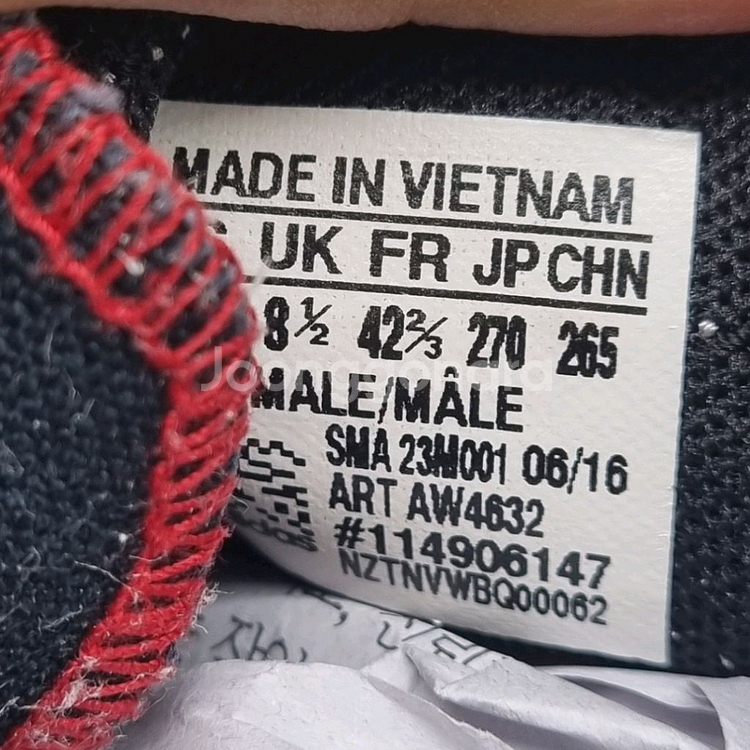 MADE IN VIETNAM
UK FR JP CHN
8½ 42⅔ 270 265
Joongonara
MALE/MÂLE
SMA 23M001 06/16
ART AW4632
#114906147
NZTNVWBQ00062